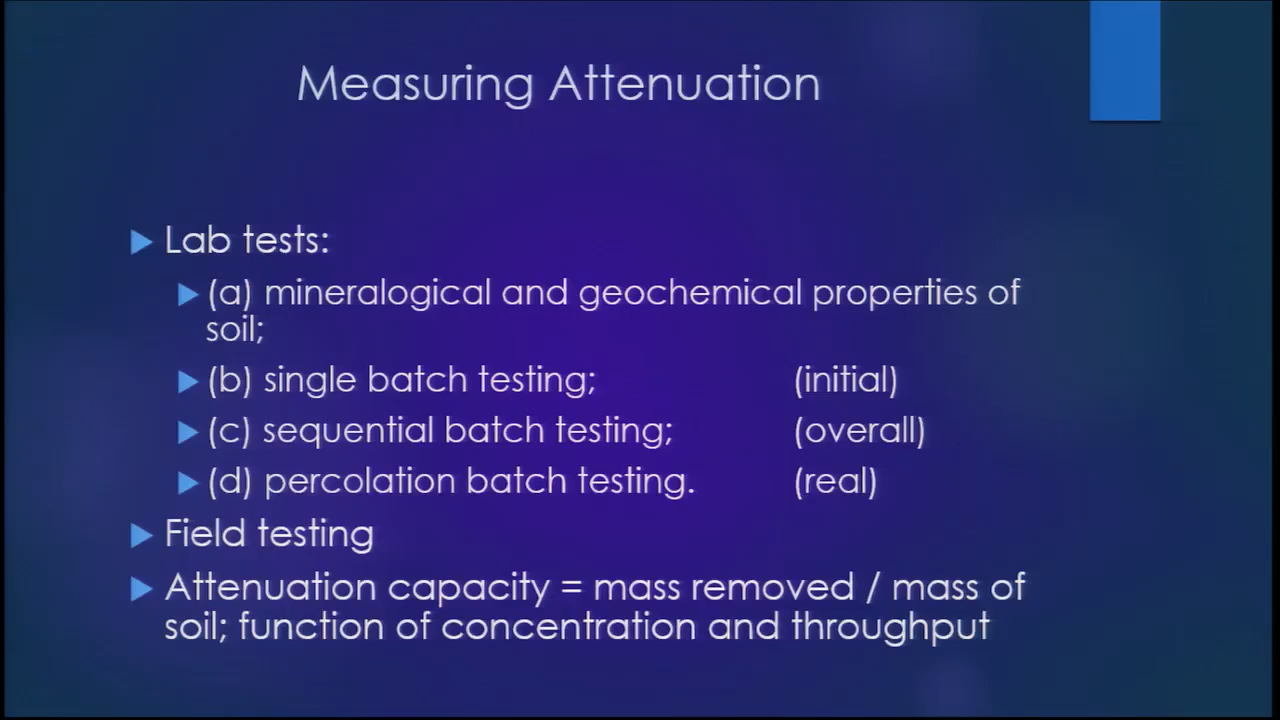 Measuring Attenuation
Lab tests:
(a) mineralogical and geochemical properties of
soil;
(b) single batch testing; (initial)
(c) sequential batch testing; (overall)
(d) percolation batch testing. (real)
Field testing
Attenuation capacity = mass removed / mass of
soil; function of concentration and throughput